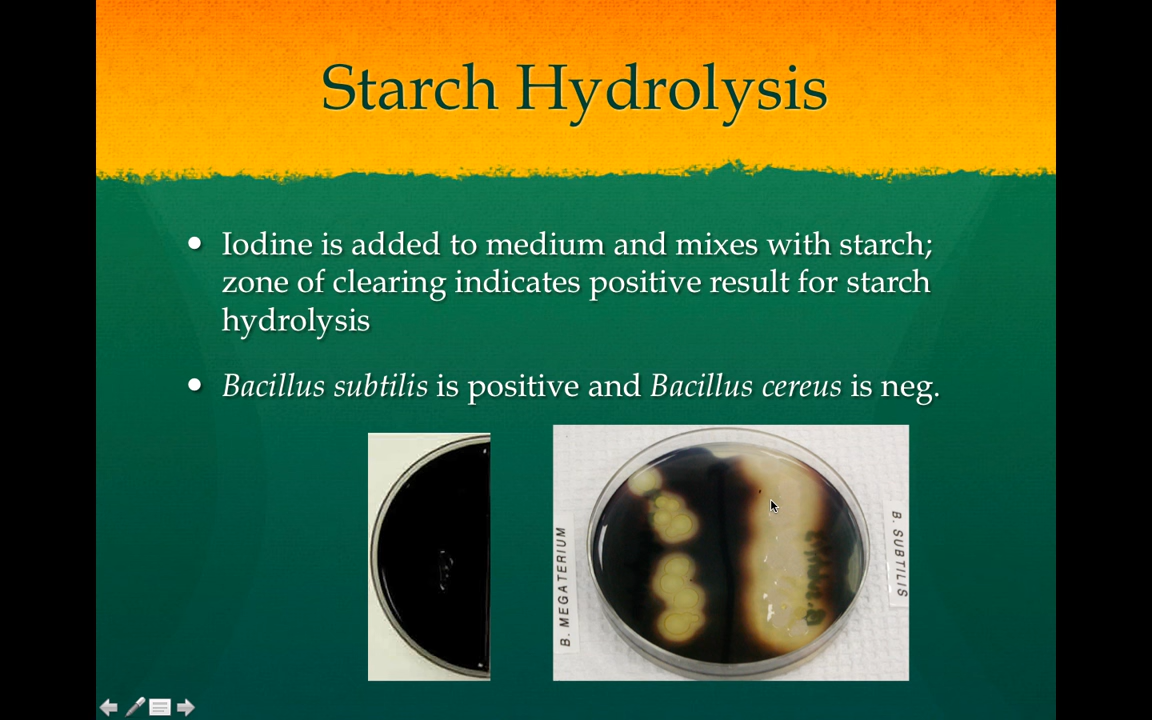 Starch Hydrolysis
• Iodine is added to medium and mixes with starch;
zone of clearing indicates positive result for starch
hydrolysis
• Bacillus subtilis is positive and Bacillus cereus is neg.
B. MEGATERIUM
B. SUBTILIS